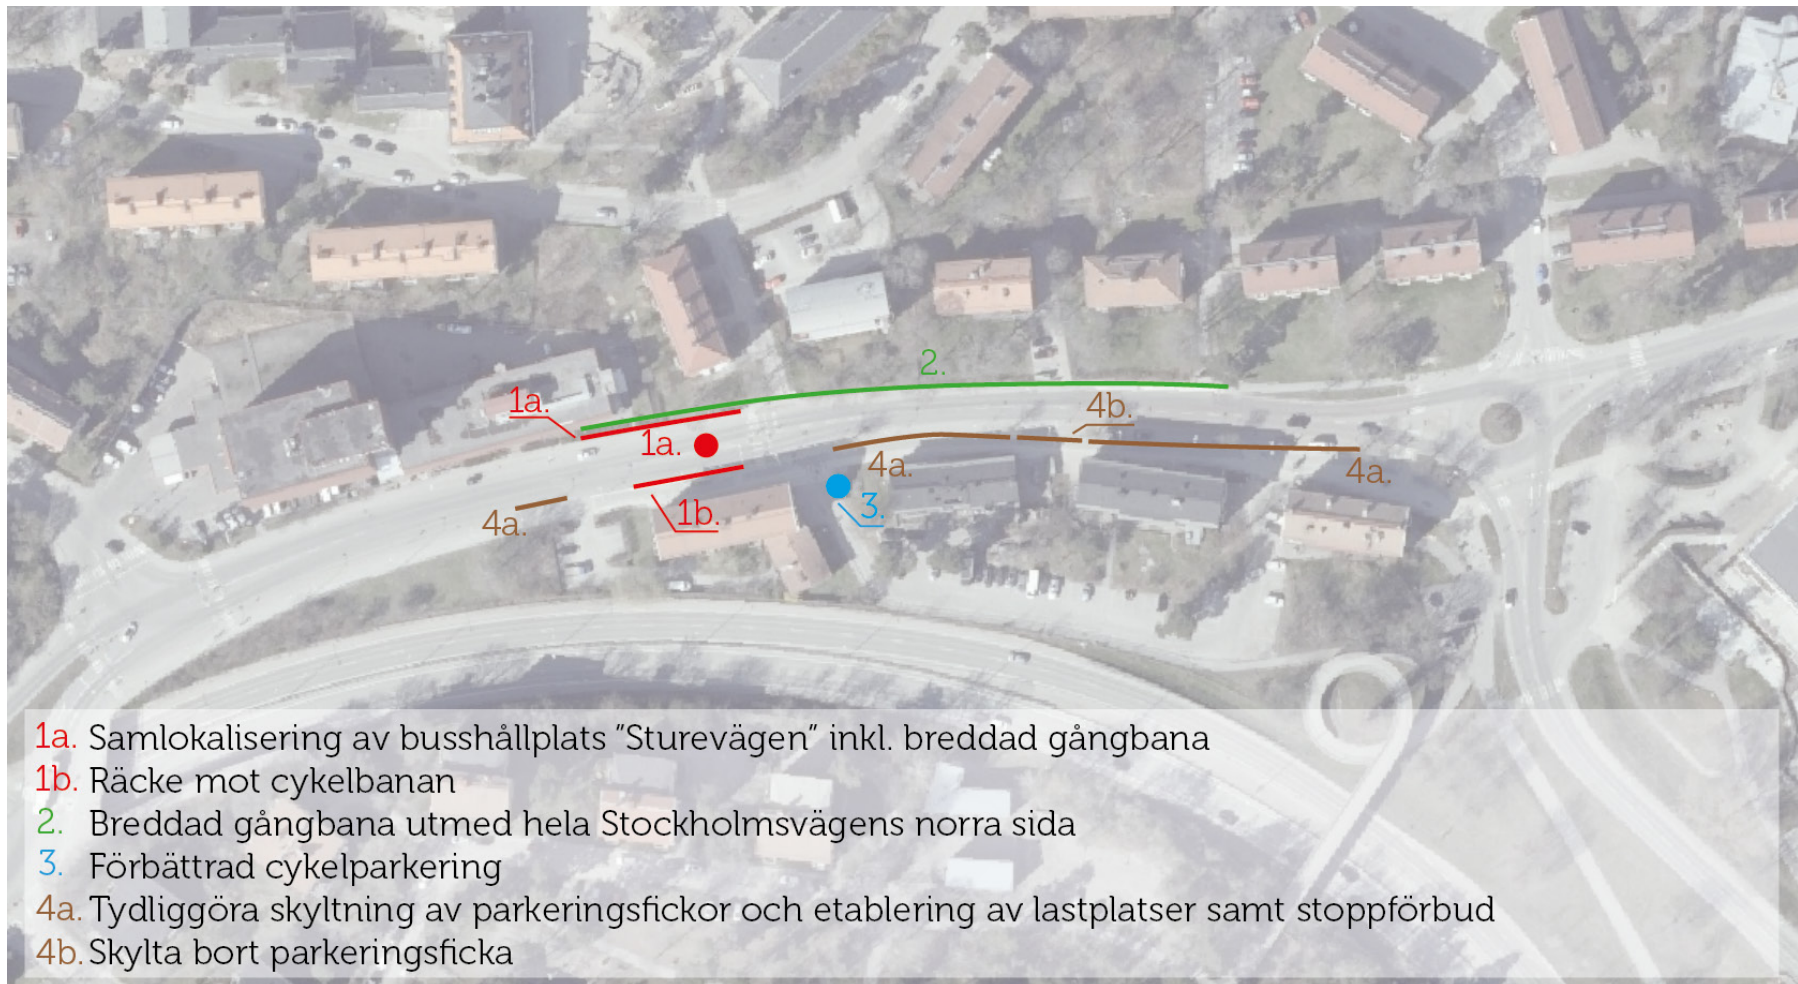 2.
1a.
4b.
1a.
4a.
4a.
3.
1b.
4a.
1a. Samlokalisering av busshållplats ”Sturevägen” inkl. breddad gångbana
1b. Räcke mot cykelbanan
2. Breddad gångbana utmed hela Stockholmsvägens norra sida
3. Förbättrad cykelparkering
4a. Tydliggöra skyltning av parkeringsfickor och etablering av lastplatser samt stoppförbud
4b. Skylta bort parkeringsficka